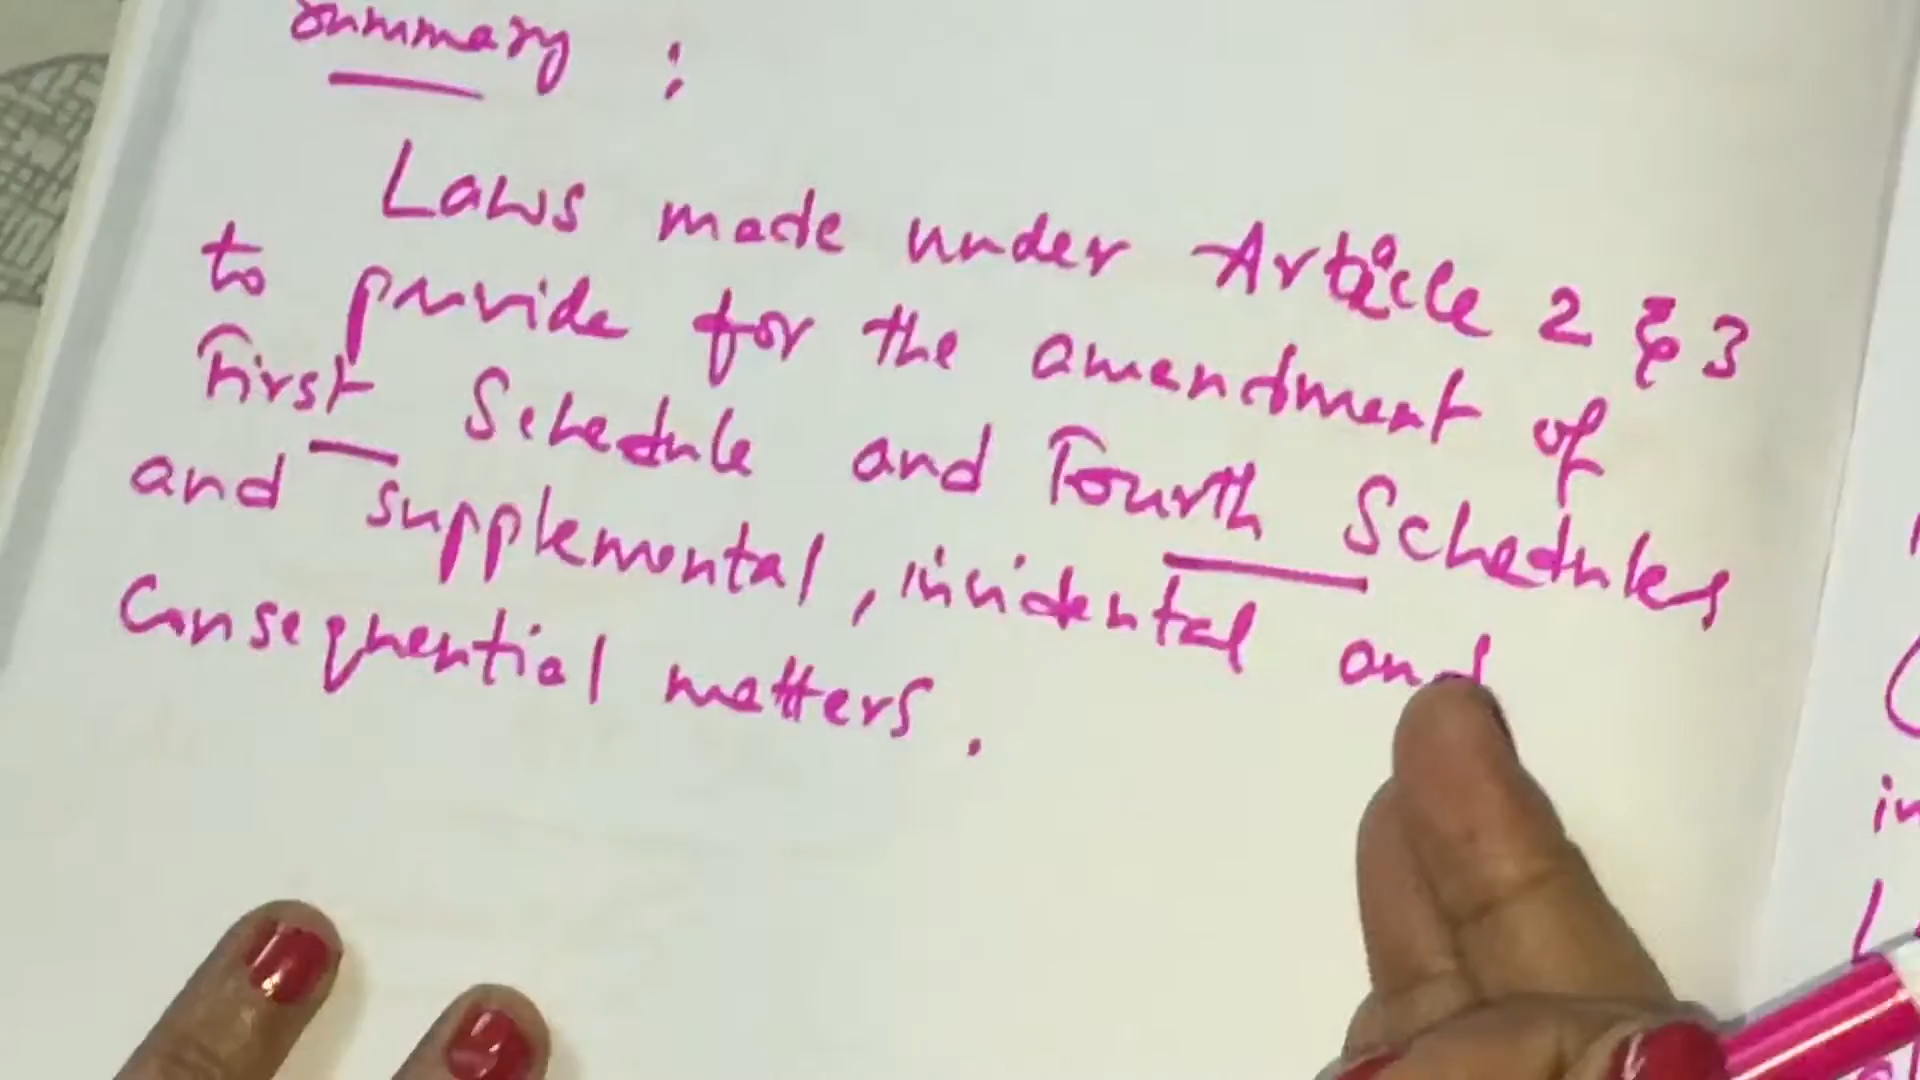 Summary :
Laws made under Article 2 & 3
to provide for the amendment of
First Schedule and Fourth Schedules
and supplemental, incidental and
Consequential matters.
in